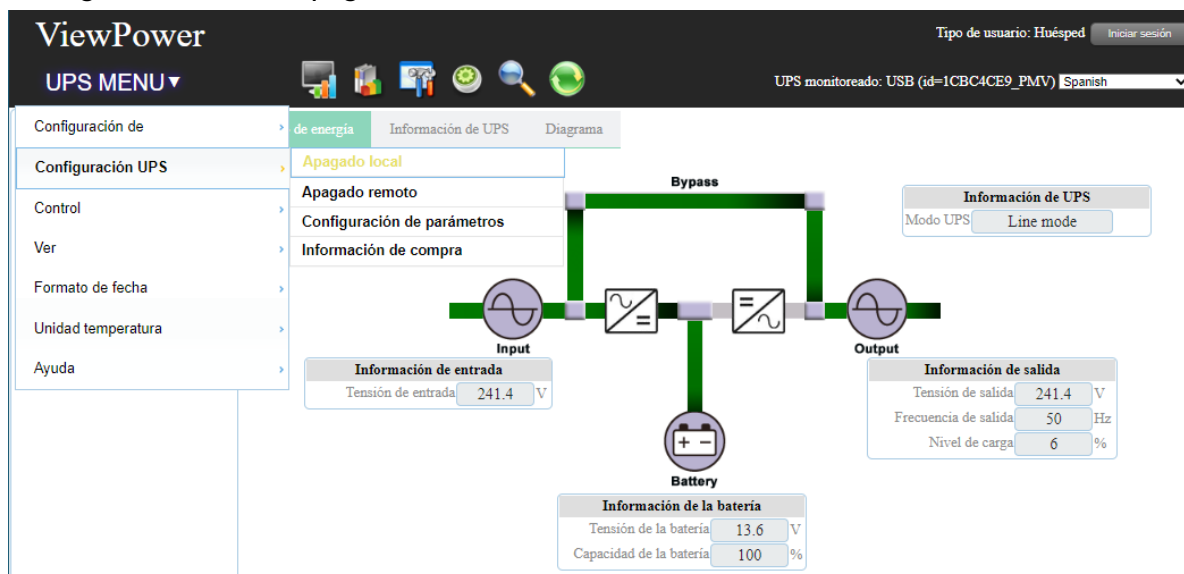 ViewPower
Tipo de usuario: Huésped Iniciar sesión
UPS MENU▼
UPS monitoreado: USB (id=1CBC4CE9_PMV) Spanish
Configuración de
de energía Información de UPS Diagrama
Configuración UPS
Apagado local
Apagado remoto
Configuración de parámetros
Información de compra
Control
Ver
Formato de fecha
Unidad temperatura
Ayuda
Bypass
Información de UPS
Modo UPS Line mode
Input
Output
Información de entrada
Tensión de entrada 241.4 V
Información de salida
Tensión de salida 241.4 V
Frecuencia de salida 50 Hz
Nivel de carga 6 %
Battery
Información de la batería
Tensión de la batería 13.6 V
Capacidad de la batería 100 %